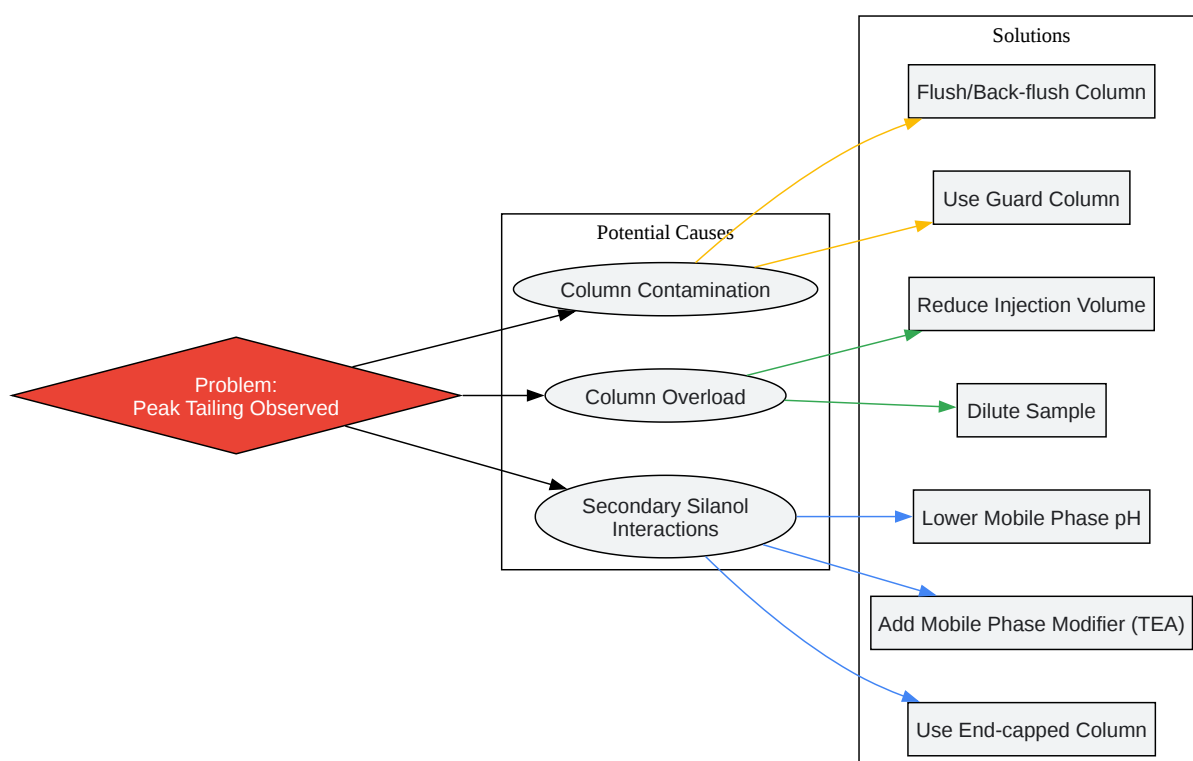 Problem:
Peak Tailing Observed
Potential Causes
Column Contamination
Column Overload
Secondary Silanol
Interactions
Solutions
Flush/Back-flush Column
Use Guard Column
Reduce Injection Volume
Dilute Sample
Lower Mobile Phase pH
Add Mobile Phase Modifier (TEA)
Use End-capped Column